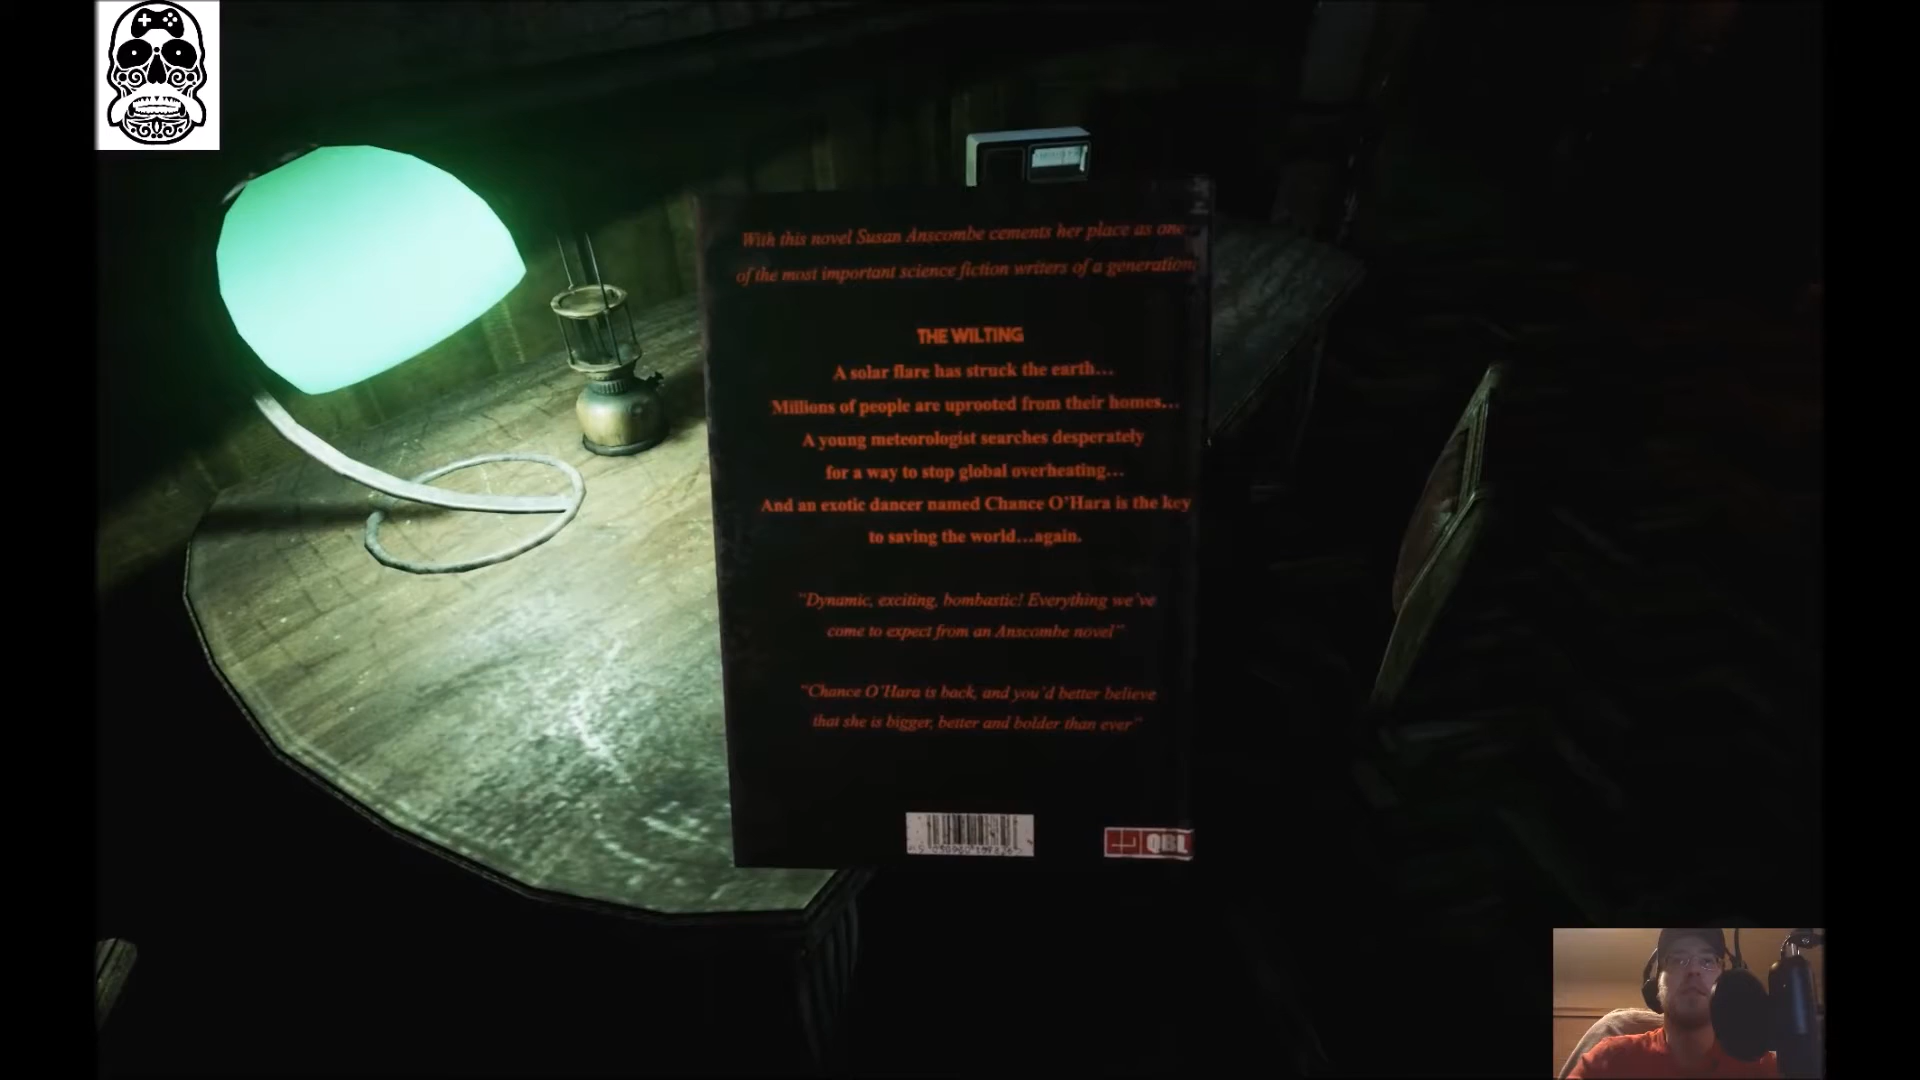 With this novel Susan Anscombe cements her place as one
of the most important science fiction writers of a generation.
THE WILTING
A solar flare has struck the earth…
Millions of people are uprooted from their homes…
A young meteorologist searches desperately
for a way to stop global overheating…
And an exotic dancer named Chance O'Hara is the key
to saving the world…again.
"Dynamic, exciting, bombastic! Everything we've
come to expect from an Anscombe novel"
"Chance O'Hara is back, and you'd better believe
that she is bigger, better and bolder than ever"
QBL